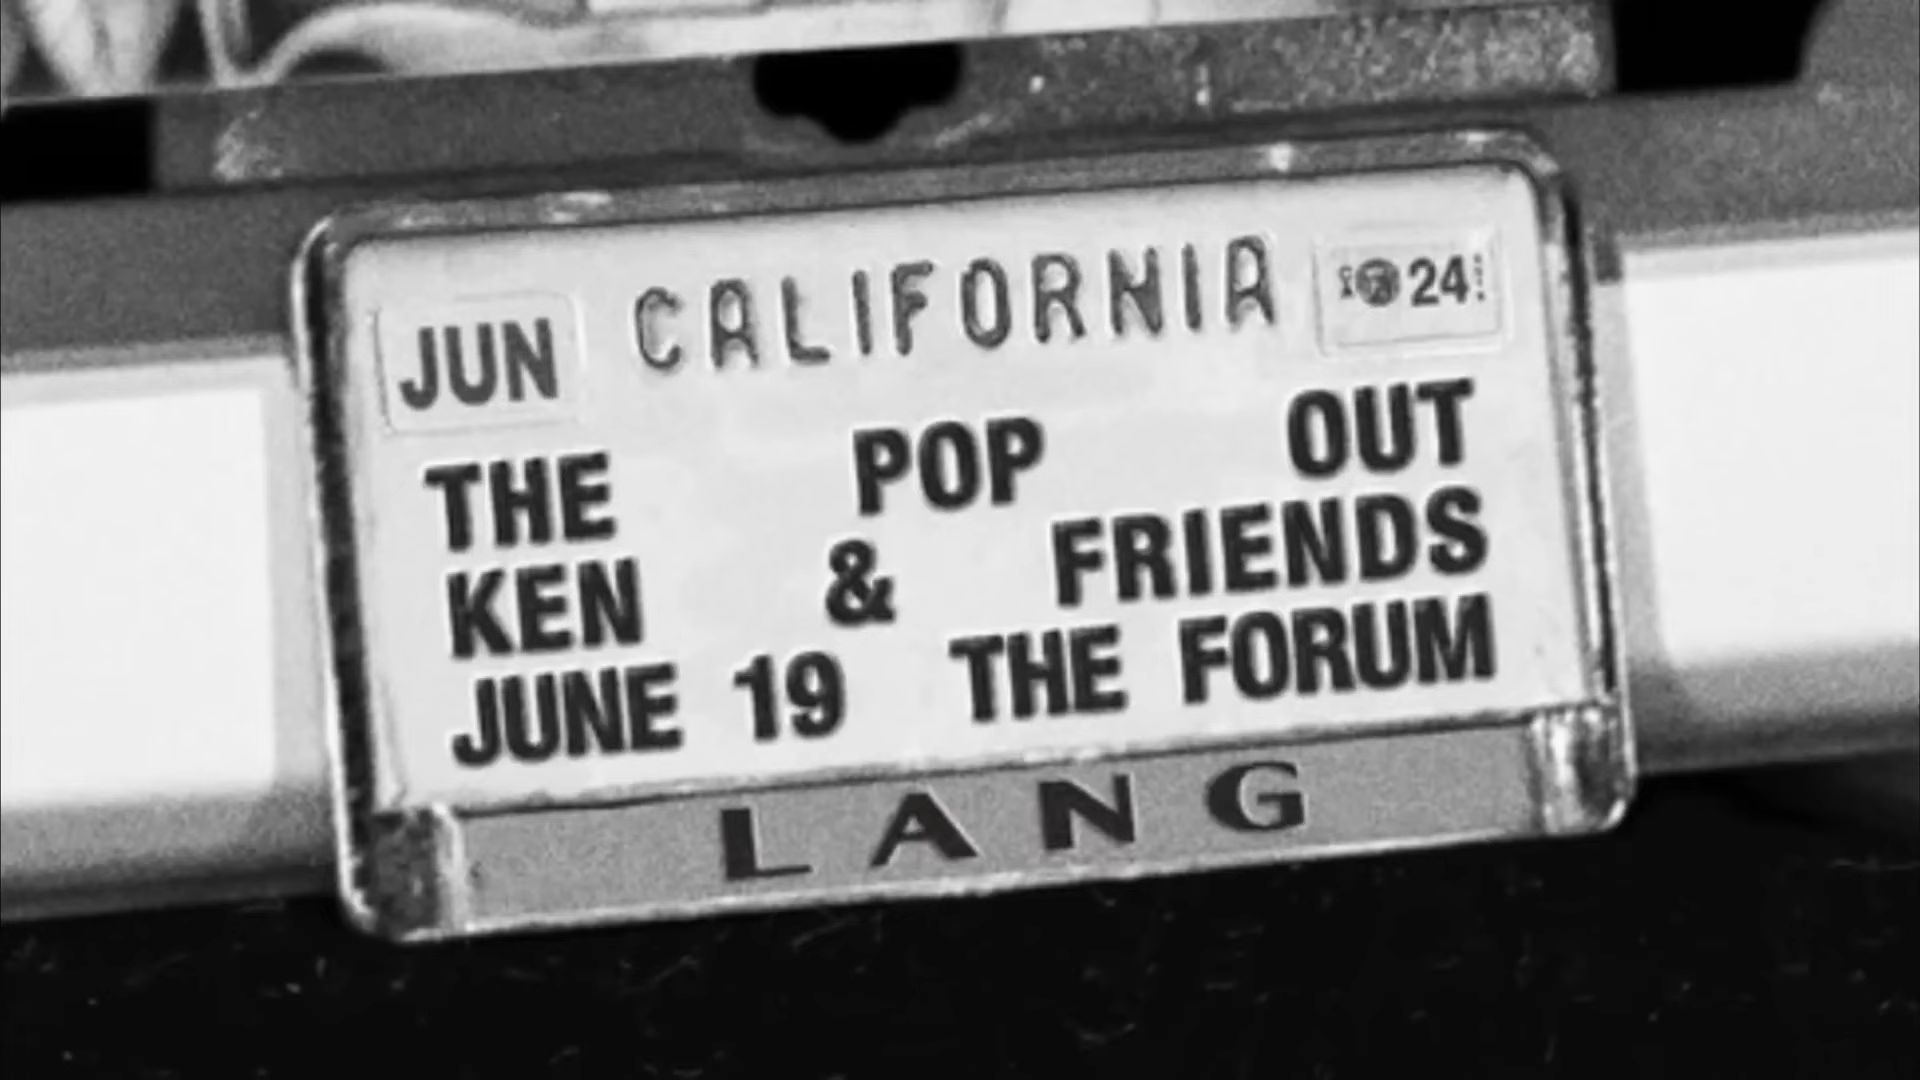 JUN CALIFORNIA 24
THE POP OUT
KEN & FRIENDS
JUNE 19 THE FORUM
LANG